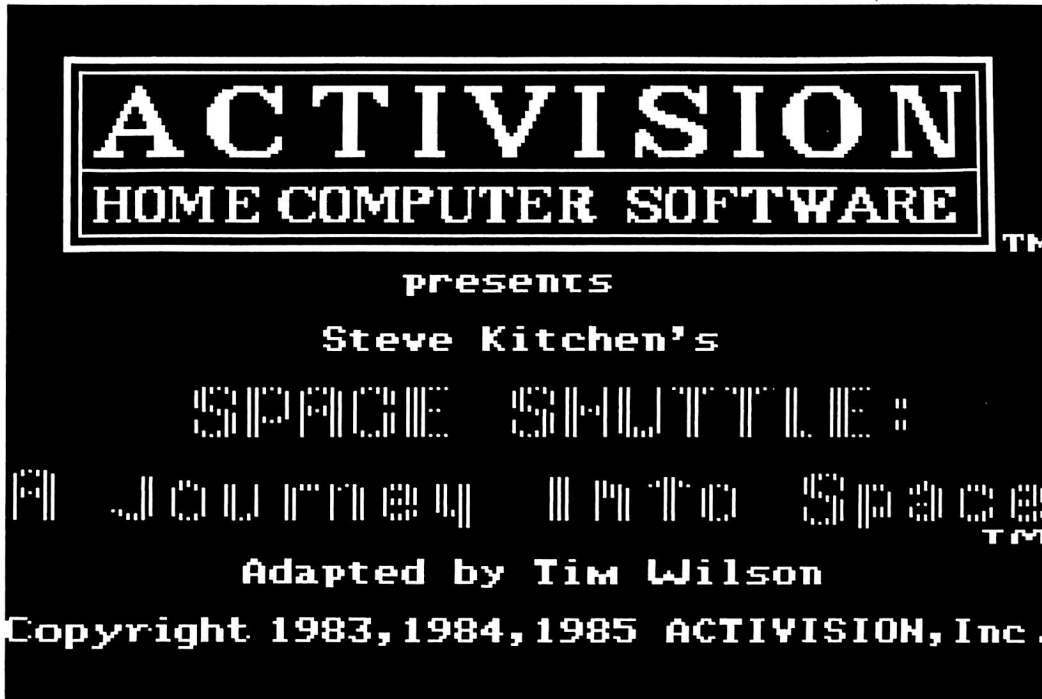 ACTIVISION
HOME COMPUTER SOFTWARE
TM
presents
Steve Kitchen's
SPACE SHUTTLE:
A Journey Into Space
TM
Adapted by Tim Wilson
Copyright 1983,1984,1985 ACTIVISION,Inc.